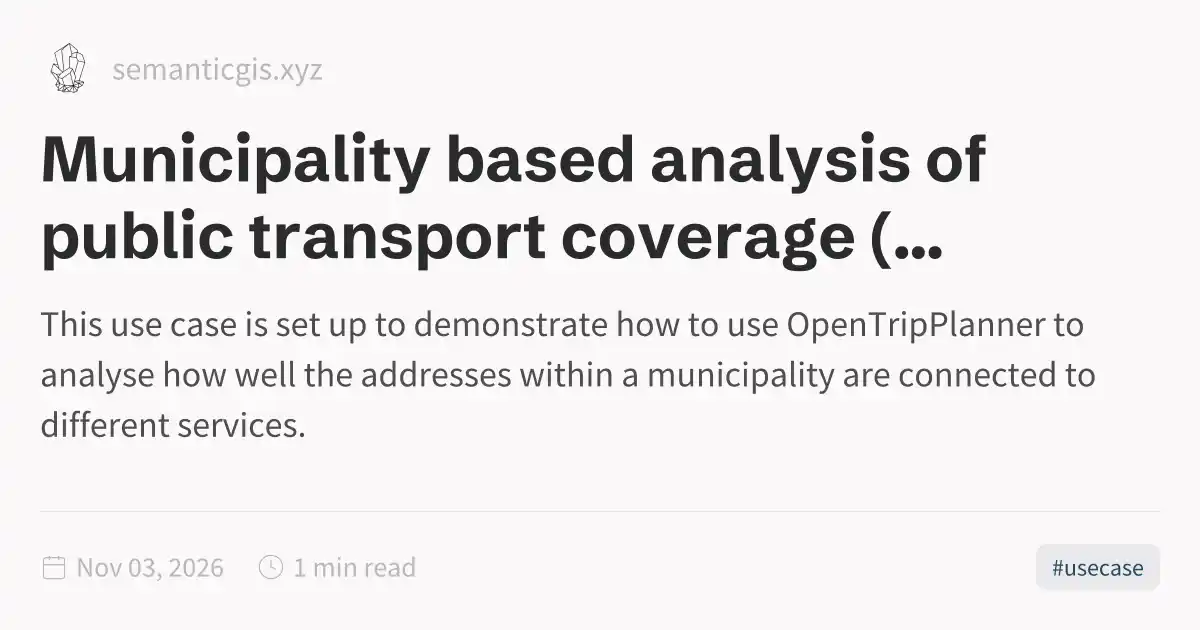 semanticgis.xyz
Municipality based analysis of
public transport coverage (...
This use case is set up to demonstrate how to use OpenTripPlanner to
analyse how well the addresses within a municipality are connected to
different services.
Nov 03, 2026 1 min read #usecase